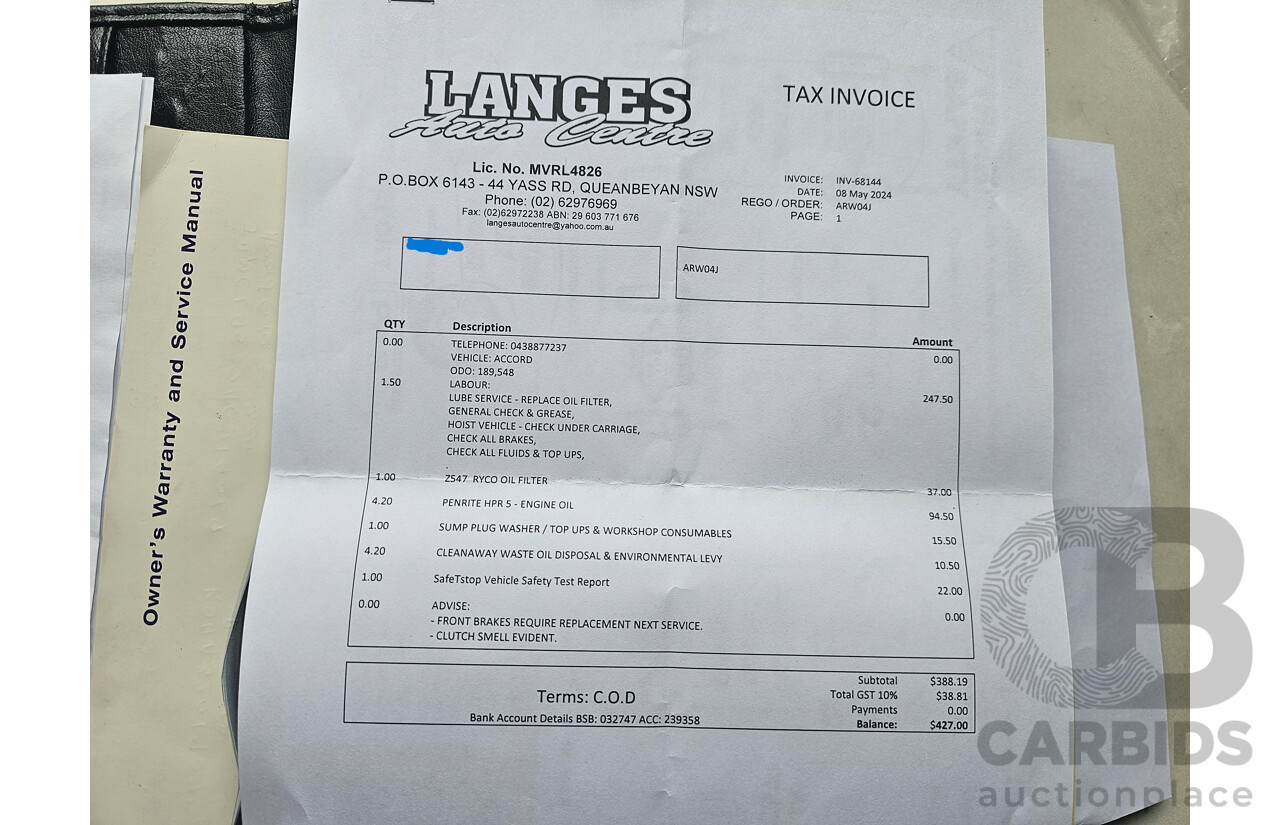 LANGES
Auto Centre
TAX INVOICE
Lic. No. MVRL4826
P.O.BOX 6143 - 44 YASS RD, QUEANBEYAN NSW
Phone: (02) 62976969
Fax: (02)62972238 ABN: 29 603 771 676
langesautocentre@yahoo.com.au
INVOICE: INV-68144
DATE: 08 May 2024
REGO / ORDER: ARW04J
PAGE: 1
ARW04J
QTY Description Amount
0.00 TELEPHONE: 0438877237 0.00
VEHICLE: ACCORD
ODO: 189,548
1.50 LABOUR: 247.50
LUBE SERVICE - REPLACE OIL FILTER,
GENERAL CHECK & GREASE,
HOIST VEHICLE - CHECK UNDER CARRIAGE,
CHECK ALL BRAKES,
CHECK ALL FLUIDS & TOP UPS,
.
1.00 Z547 RYCO OIL FILTER 37.00
4.20 PENRITE HPR 5 - ENGINE OIL 94.50
1.00 SUMP PLUG WASHER / TOP UPS & WORKSHOP CONSUMABLES 15.50
4.20 CLEANAWAY WASTE OIL DISPOSAL & ENVIRONMENTAL LEVY 10.50
1.00 SafeTstop Vehicle Safety Test Report 22.00
0.00 ADVISE: 0.00
- FRONT BRAKES REQUIRE REPLACEMENT NEXT SERVICE.
- CLUTCH SMELL EVIDENT.
Terms: C.O.D
Bank Account Details BSB: 032747 ACC: 239358
Subtotal $388.19
Total GST 10% $38.81
Payments 0.00
Balance: $427.00
Owner's Warranty and Service Manual
CB
CARBIDS
auctionplace